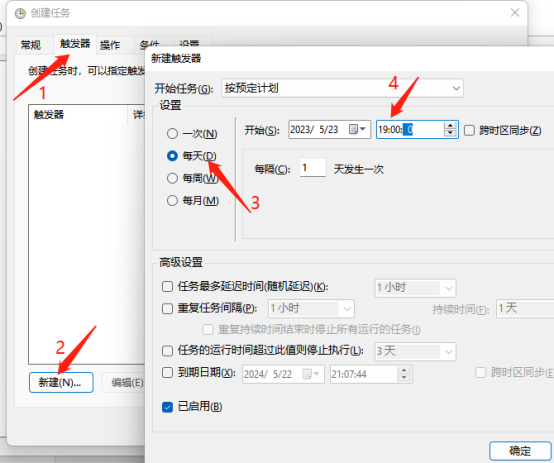 创建任务
常规 触发器 操作 条件 设置
1
创建任务时，可以指定触发
触发器 详
2
新建(N)... 编辑(E)
新建触发器
开始任务(G): 按预定计划
4
设置
一次(N)
每天(D)
每周(W)
每月(M)
3
开始(S): 2023/ 5/23 19:00: 0 跨时区同步(Z)
每隔(C): 1 天发生一次
高级设置
任务最多延迟时间(随机延迟)(K): 1 小时
重复任务间隔(P): 1 小时 持续时间(F): 1 天
重复持续时间结束时停止所有运行的任务(I)
任务的运行时间超过此值则停止执行(L): 3 天
到期日期(X): 2024/ 5/22 21:07:44 跨时区同步(E
已启用(B)
确定